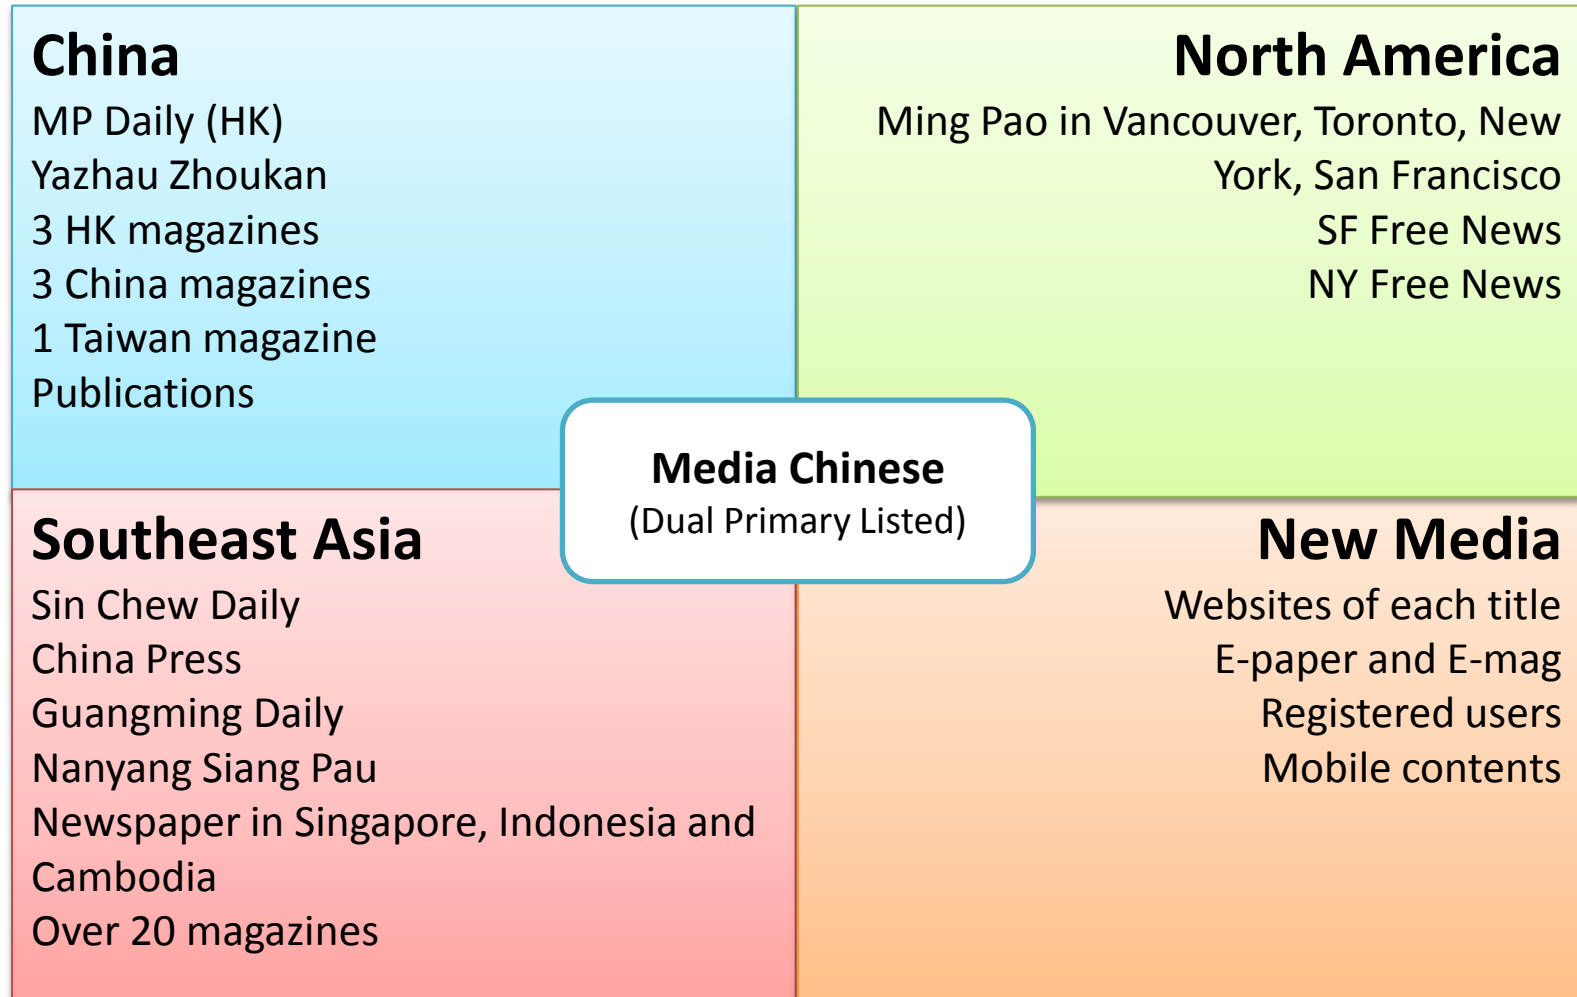 China
MP Daily (HK)
Yazhau Zhoukan
3 HK magazines
3 China magazines
1 Taiwan magazine
Publications
North America
Ming Pao in Vancouver, Toronto, New
York, San Francisco
SF Free News
NY Free News
Media Chinese
(Dual Primary Listed)
Southeast Asia
Sin Chew Daily
China Press
Guangming Daily
Nanyang Siang Pau
Newspaper in Singapore, Indonesia and
Cambodia
Over 20 magazines
New Media
Websites of each title
E-paper and E-mag
Registered users
Mobile contents